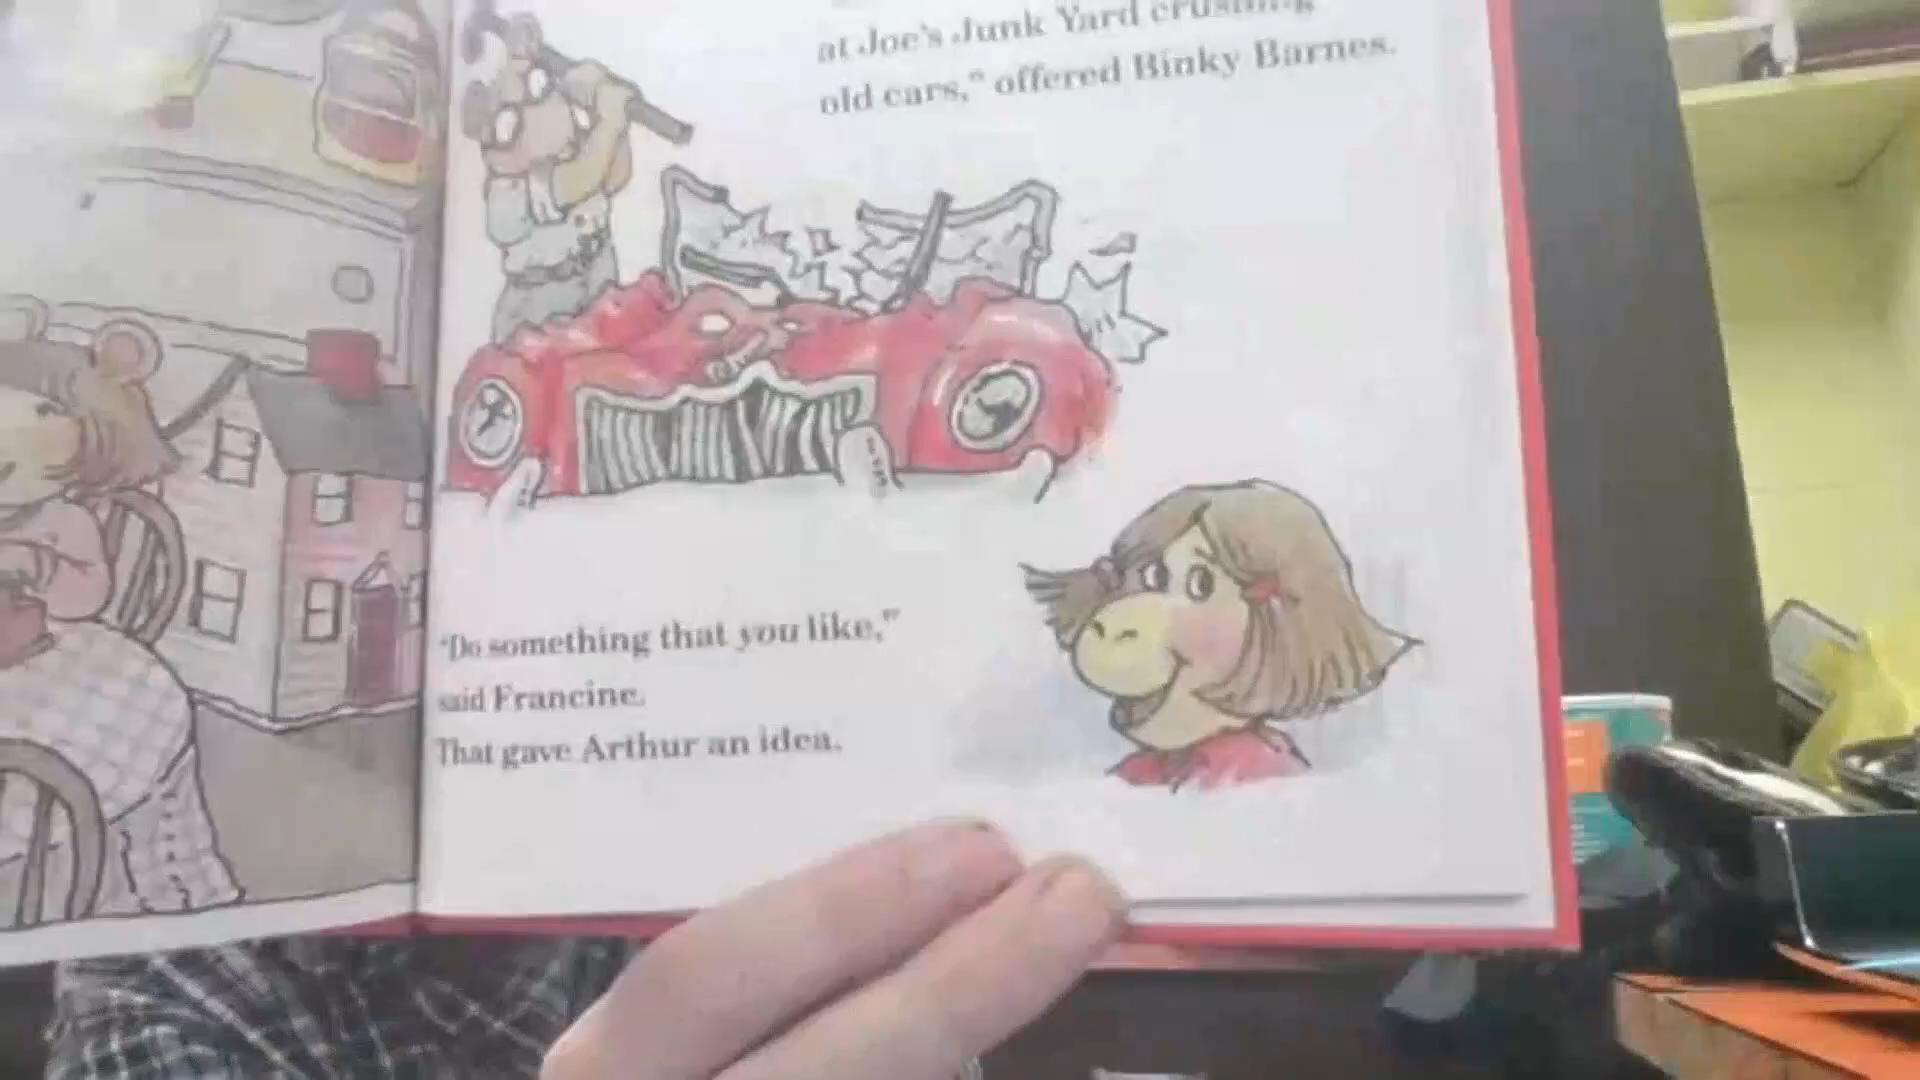 at Joe's Junk Yard crushing
old cars," offered Binky Barnes.
"Do something that you like,"
said Francine.
That gave Arthur an idea.